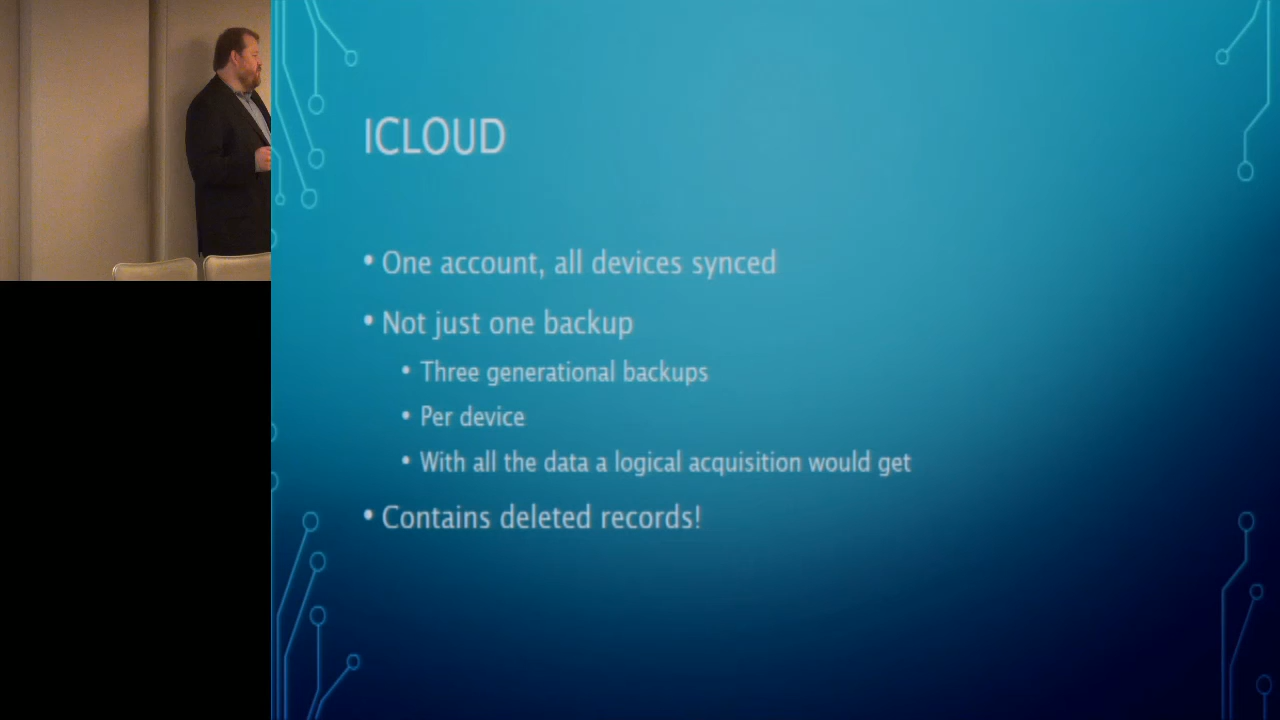 ICLOUD
• One account, all devices synced
• Not just one backup
• Three generational backups
• Per device
• With all the data a logical acquisition would get
• Contains deleted records!